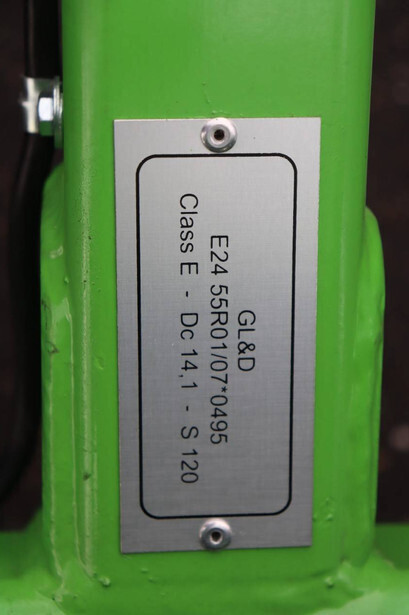 GL&D
E24 55R01/07*0495
Class E - Dc 14,1 - S 120